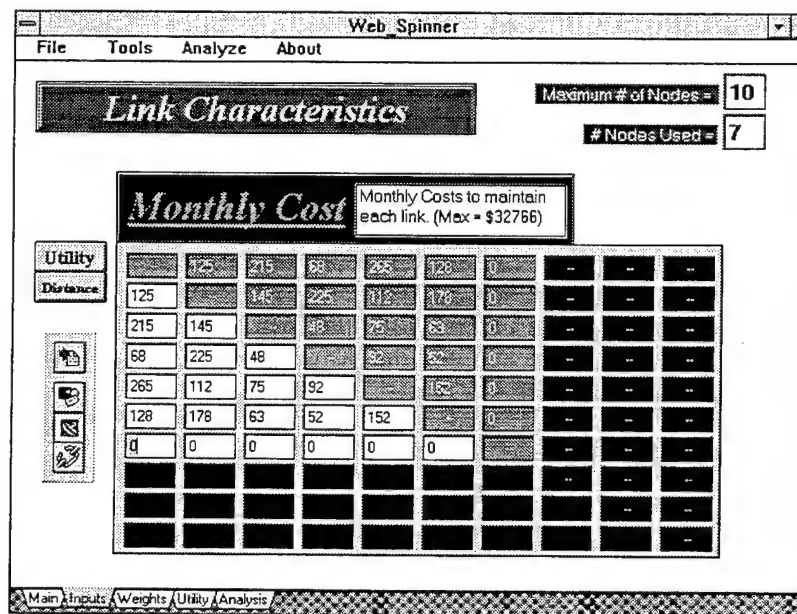 Web_Spinner
File Tools Analyze About
Link Characteristics
Maximum # of Nodes = 10
# Nodes Used = 7
Monthly Cost
Monthly Costs to maintain
each link. (Max = $32766)
Utility
Distance
-- 125 215 68 265 128 0 -- -- --
125 -- 145 225 112 178 0 -- -- --
215 145 -- 48 75 63 0 -- -- --
68 225 48 -- 92 52 0 -- -- --
265 112 75 92 -- 152 0 -- -- --
128 178 63 52 152 -- 0 -- -- --
0 0 0 0 0 0 -- -- -- --
-- -- --
-- --
--
Main Inputs Weights Utility Analysis